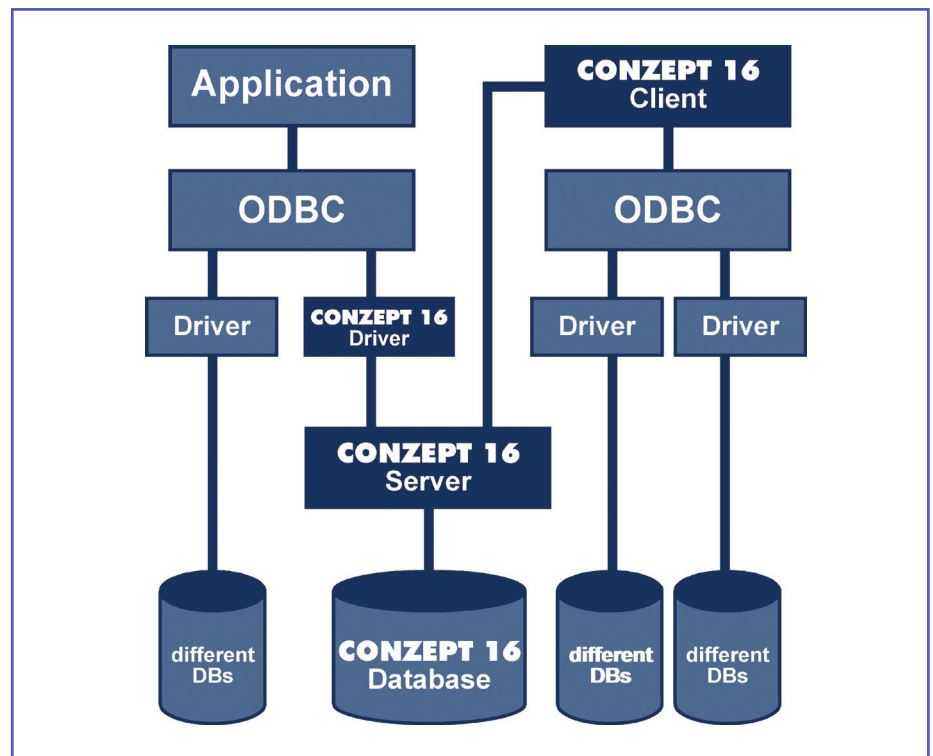 Application
CONZEPT 16
Client
ODBC
ODBC
Driver
CONZEPT 16
Driver
Driver
Driver
CONZEPT 16
Server
different
DBs
CONZEPT 16
Database
different
DBs
different
DBs